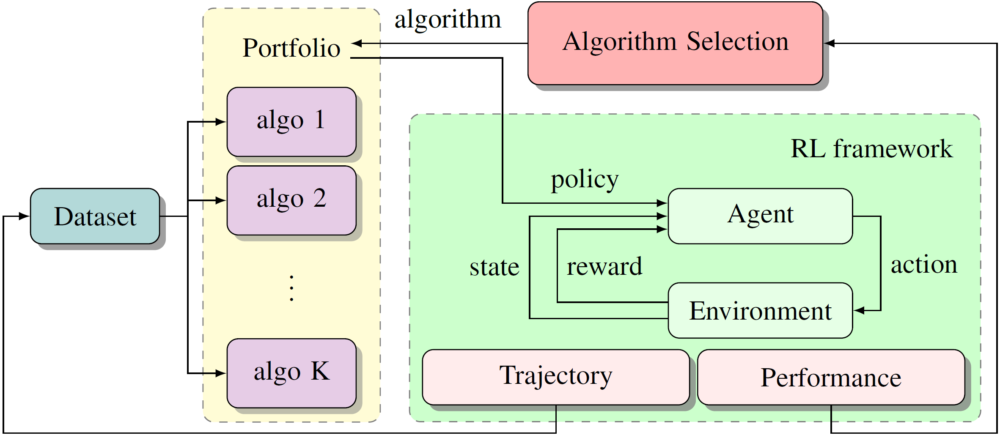 algorithm
Portfolio
Algorithm Selection
algo 1
algo 2
algo K
Dataset
RL framework
policy
Agent
state
reward
action
Environment
Trajectory
Performance